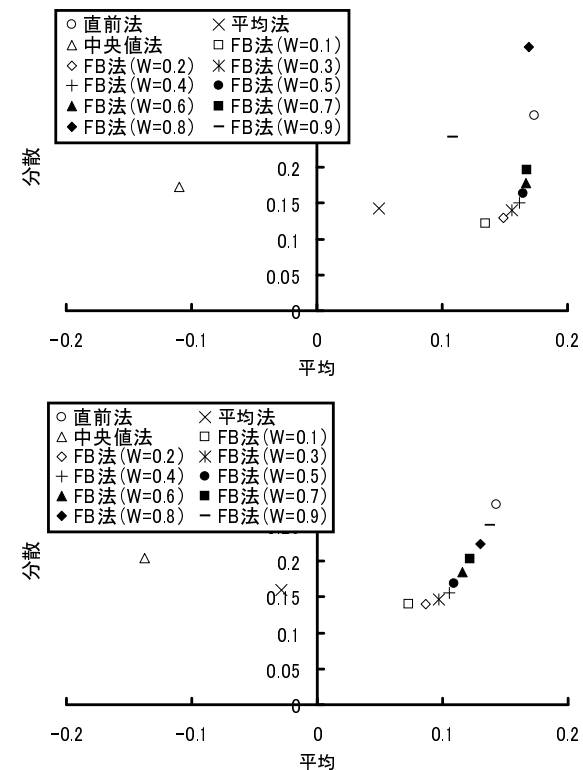 直前法 平均法
中央値法 FB法(W=0.1)
FB法(W=0.2) FB法(W=0.3)
FB法(W=0.4) FB法(W=0.5)
FB法(W=0.6) FB法(W=0.7)
FB法(W=0.8) FB法(W=0.9)
分散
0.2
0.15
0.1
0.05
0
-0.2 -0.1 0 0.1 0.2
平均
直前法 平均法
中央値法 FB法(W=0.1)
FB法(W=0.2) FB法(W=0.3)
FB法(W=0.4) FB法(W=0.5)
FB法(W=0.6) FB法(W=0.7)
FB法(W=0.8) FB法(W=0.9)
分散
0.2
0.15
0.1
0.05
0
-0.2 -0.1 0 0.1 0.2
平均